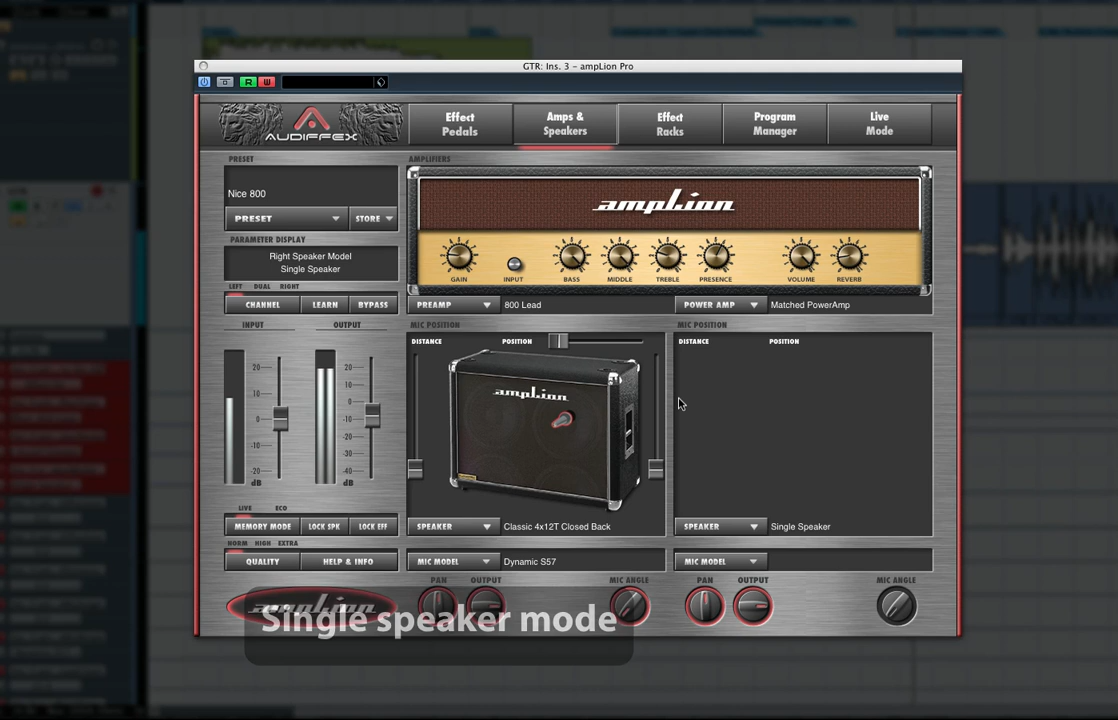 GTR: Ins. 3 - ampLion Pro
R W
AUDIFFEX
Effect Pedals
Amps & Speakers
Effect Racks
Program Manager
Live Mode
PRESET
Nice 800
PRESET STORE
PARAMETER DISPLAY
Right Speaker Model
Single Speaker
LEFT DUAL RIGHT
CHANNEL LEARN BYPASS
AMPLIFIERS
ampLion
GAIN INPUT BASS MIDDLE TREBLE PRESENCE VOLUME REVERB
PREAMP 800 Lead
POWER AMP Matched PowerAmp
INPUT OUTPUT
20 10 0 -10 -20 dB
20 10 0 -10 -20 -30 -40 dB
MIC POSITION
DISTANCE POSITION
ampLion
SPEAKER Classic 4x12T Closed Back
MIC POSITION
DISTANCE POSITION
SPEAKER Single Speaker
LIVE ECO
MEMORY MODE LOCK SPK LOCK EFF
NORM HIGH EXTRA
QUALITY HELP & INFO
MIC MODEL Dynamic S57
MIC MODEL
PAN OUTPUT MIC ANGLE
PAN OUTPUT MIC ANGLE
ampLion
Single speaker mode